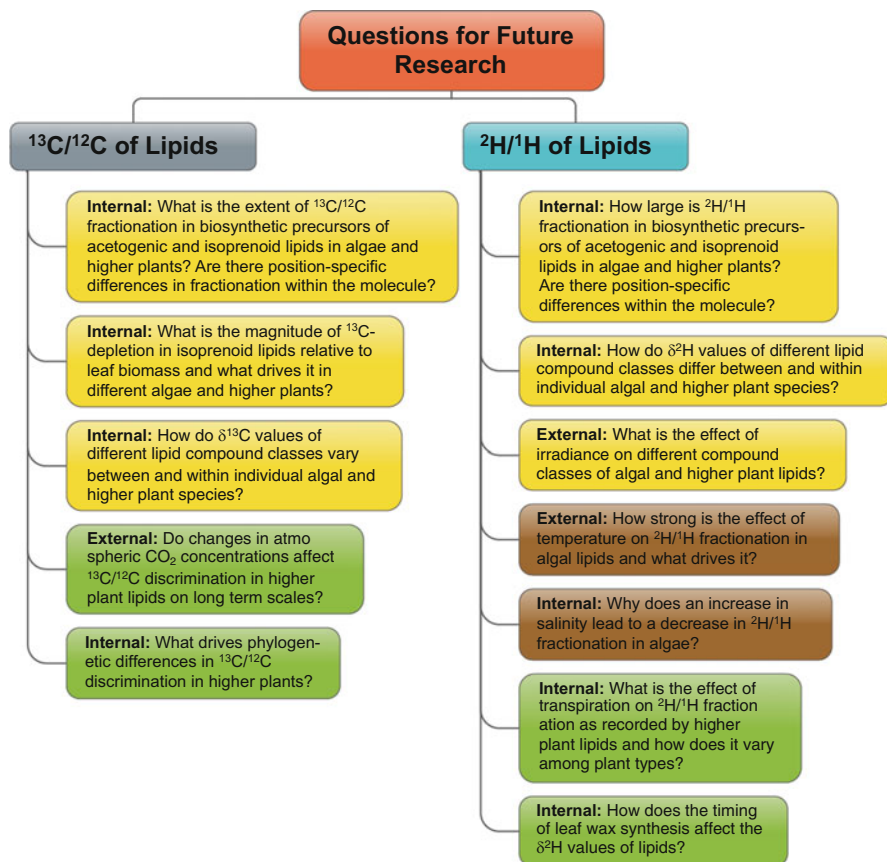 Questions for Future
Research
¹³C/¹²C of Lipids
Internal: What is the extent of ¹³C/¹²C
fractionation in biosynthetic precursors
of acetogenic and isoprenoid lipids in algae and
higher plants? Are there position-specific
differences in fractionation within the molecule?
Internal: What is the magnitude of ¹³C-
depletion in isoprenoid lipids relative to
leaf biomass and what drives it in
different algae and higher plants?
Internal: How do δ¹³C values of
different lipid compound classes vary
between and within individual algal and
higher plant species?
External: Do changes in atmo
spheric CO₂ concentrations affect
¹³C/¹²C discrimination in higher
plant lipids on long term scales?
Internal: What drives phylogen-
etic differences in ¹³C/¹²C
discrimination in higher plants?
²H/¹H of Lipids
Internal: How large is ²H/¹H
fractionation in biosynthetic precurs-
ors of acetogenic and isoprenoid
lipids in algae and higher plants?
Are there position-specific
differences within the molecule?
Internal: How do δ²H values of different lipid
compound classes differ between and within
individual algal and higher plant species?
External: What is the effect of
irradiance on different compound
classes of algal and higher plant lipids?
External: How strong is the effect of
temperature on ²H/¹H fractionation in
algal lipids and what drives it?
Internal: Why does an increase in
salinity lead to a decrease in ²H/¹H
fractionation in algae?
Internal: What is the effect of
transpiration on ²H/¹H fraction
ation as recorded by higher
plant lipids and how does it vary
among plant types?
Internal: How does the timing
of leaf wax synthesis affect the
δ²H values of lipids?